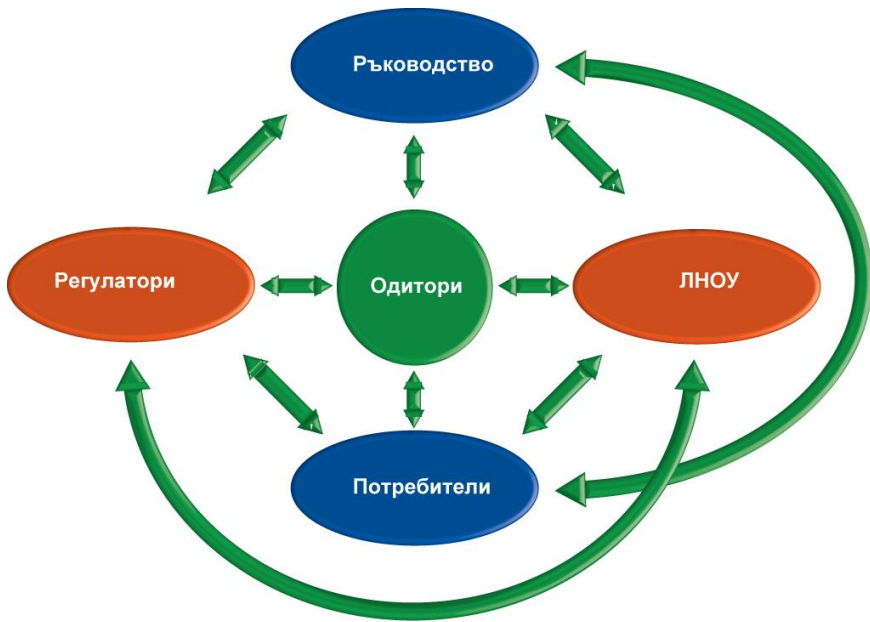 Ръководство
Регулатори
Одитори
ЛНОУ
Потребители